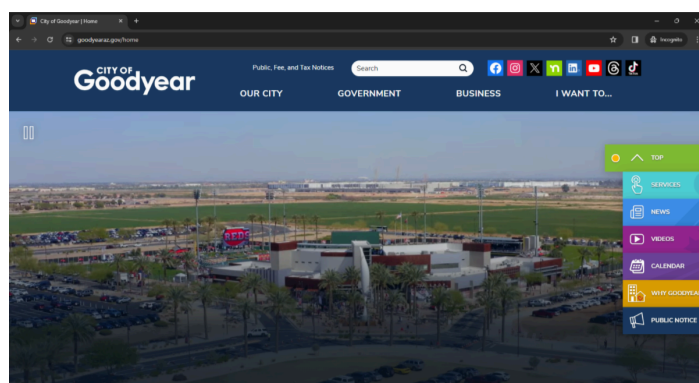 City of Goodyear | Home
goodyearaz.gov/home
Incognito
CITY OF
Goodyear
Public, Fee, and Tax Notices
Search
OUR CITY
GOVERNMENT
BUSINESS
I WANT TO...
REDS
TOP
SERVICES
NEWS
VIDEOS
CALENDAR
WHY GOODYEAR
PUBLIC NOTICE